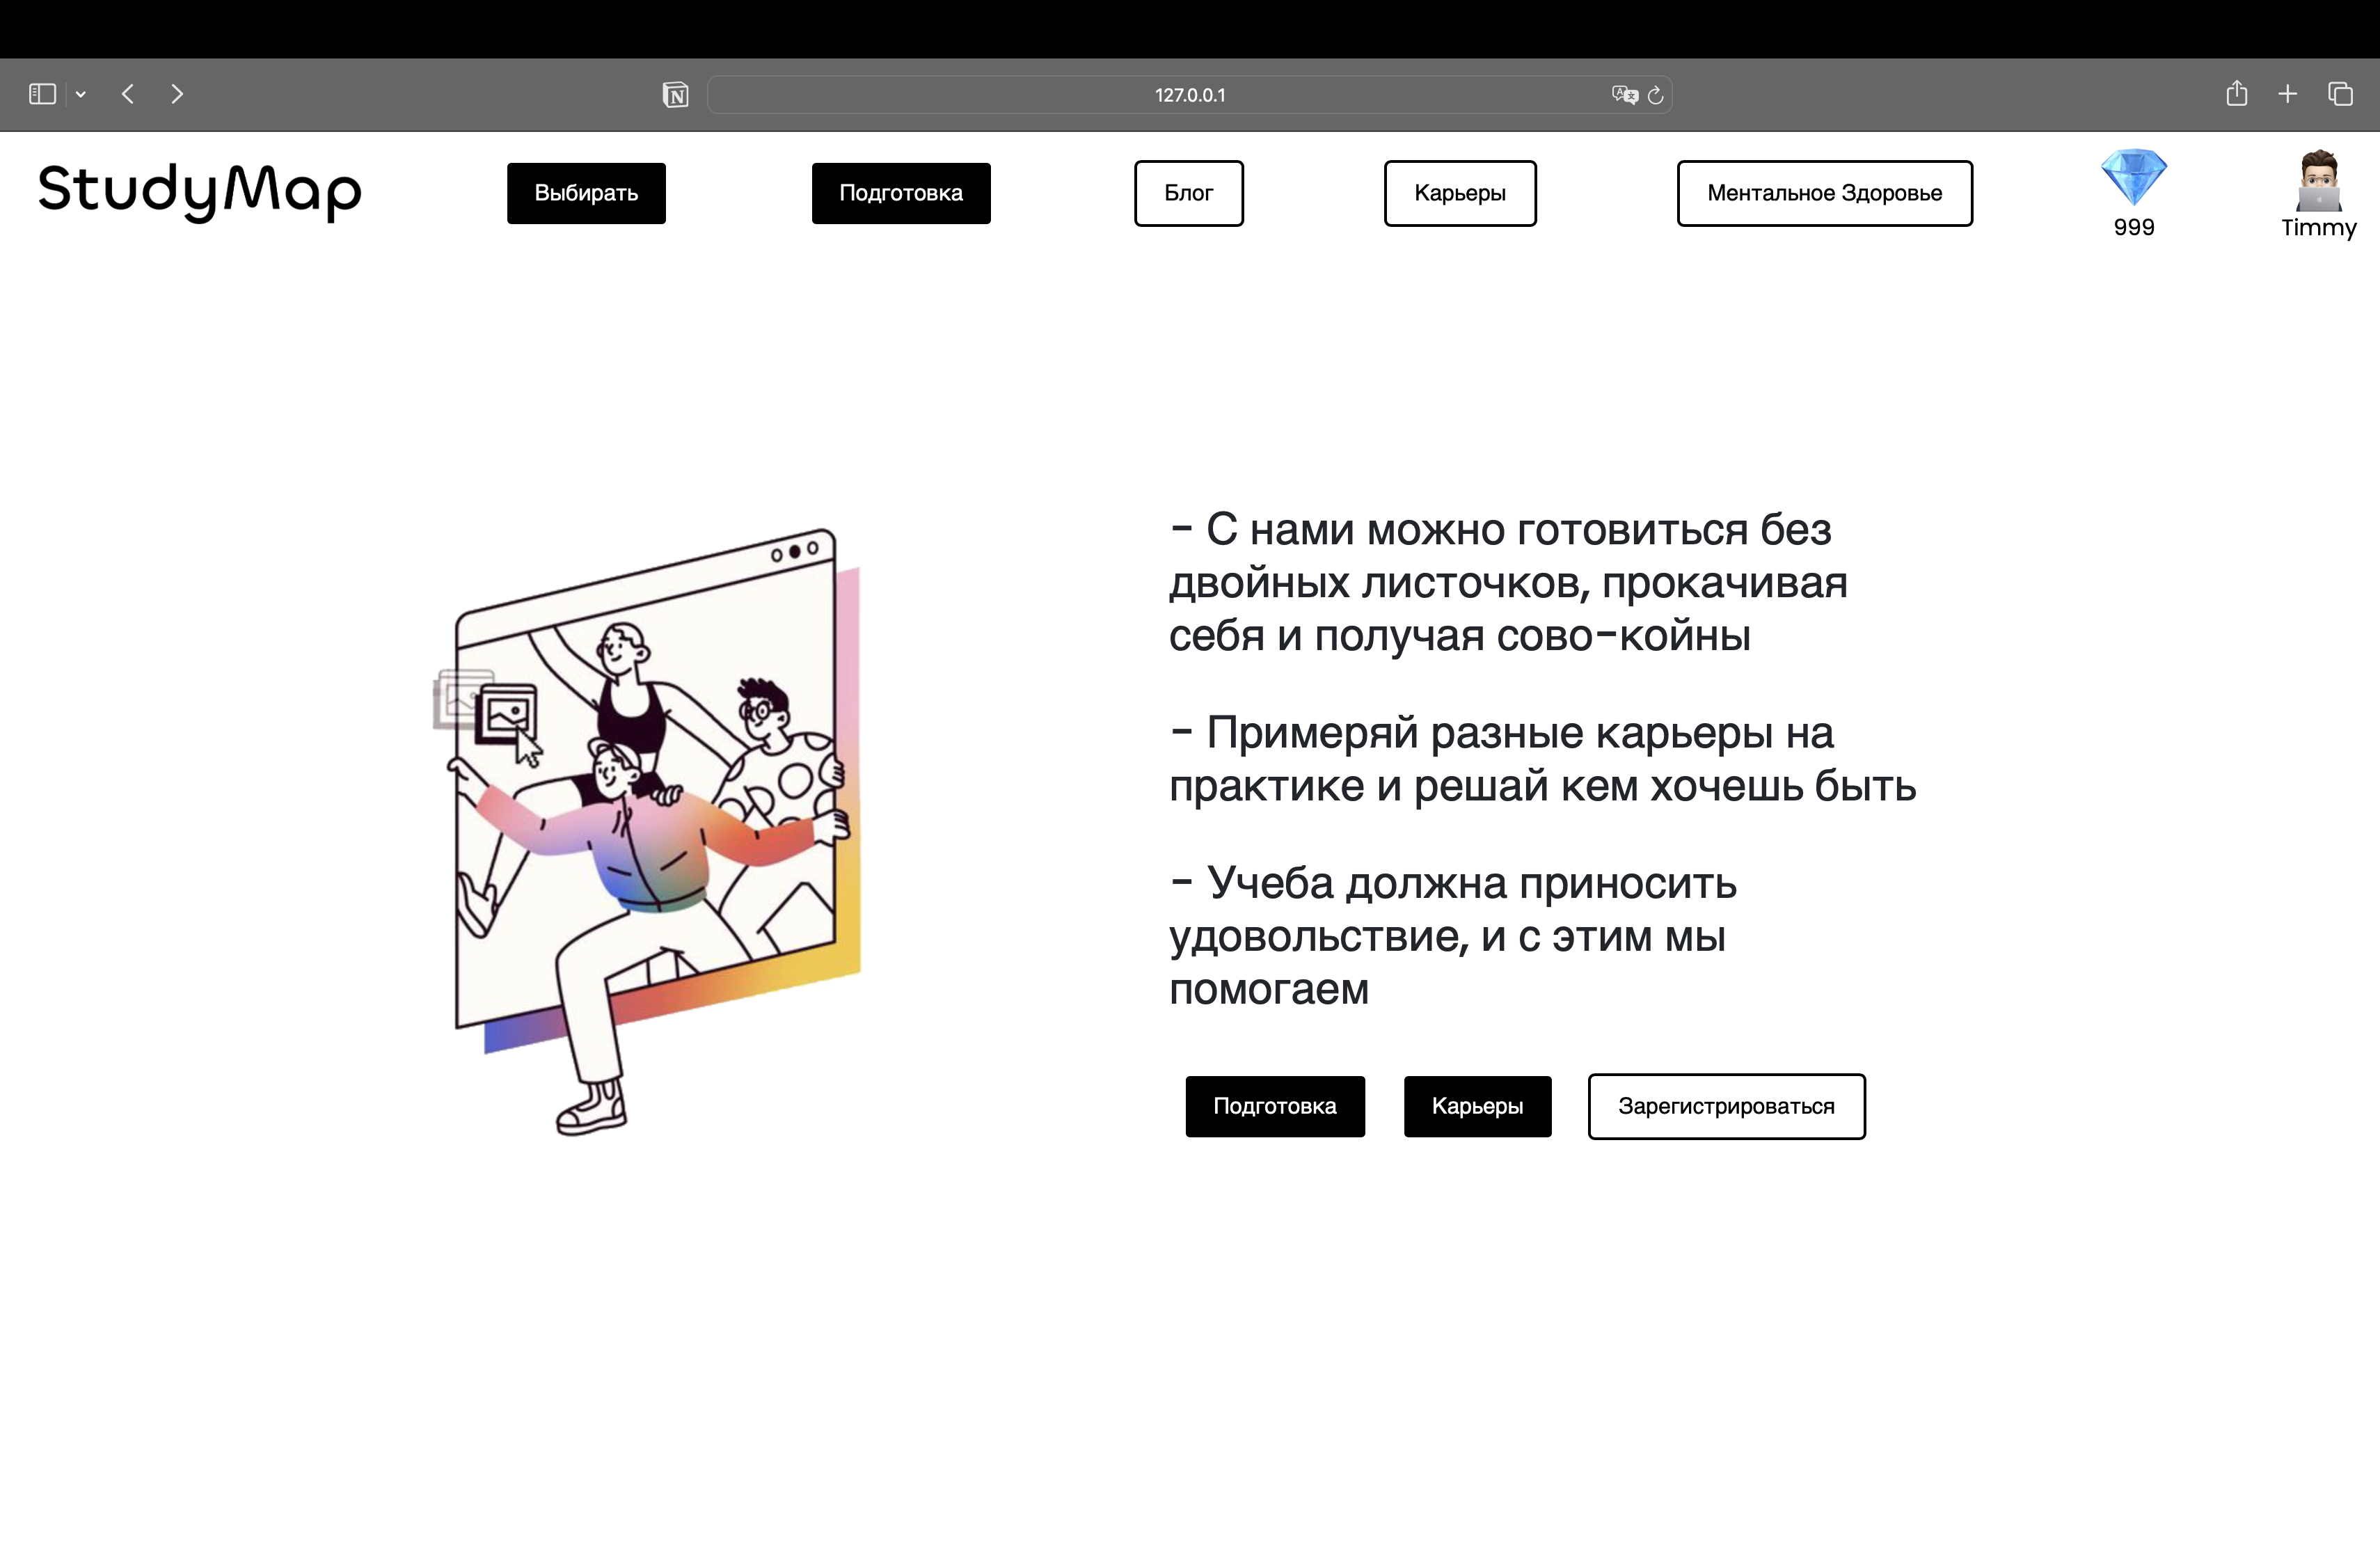 127.0.0.1
StudyMap
Выбирать
Подготовка
Блог
Карьеры
Ментальное Здоровье
999
Timmy
- С нами можно готовиться без
двойных листочков, прокачивая
себя и получая сово-койны
- Примеряй разные карьеры на
практике и решай кем хочешь быть
- Учеба должна приносить
удовольствие, и с этим мы
помогаем
Подготовка
Карьеры
Зарегистрироваться